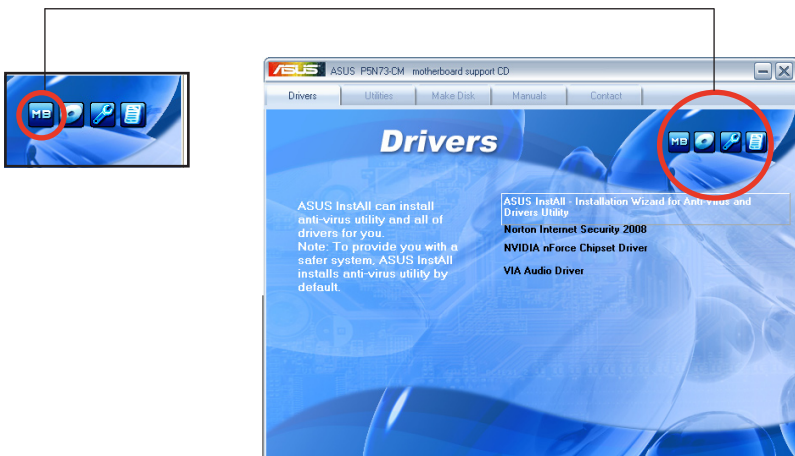 MB
ASUS ASUS P5N73-CM motherboard support CD
Drivers Utilities Make Disk Manuals Contact
Drivers
MB
ASUS InstAll can install
anti-virus utility and all of
drivers for you.
Note: To provide you with a
safer system, ASUS InstAll
installs anti-virus utility by
default.
ASUS InstAll - Installation Wizard for Anti-Virus and
Drivers Utility
Norton Internet Security 2008
NVIDIA nForce Chipset Driver
VIA Audio Driver